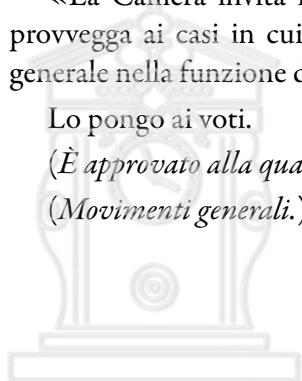 «La Camera invita
provvegga ai casi in cui
generale nella funzione
Lo pongo ai voti.
(È approvato alla qua
(Movimenti generali.)